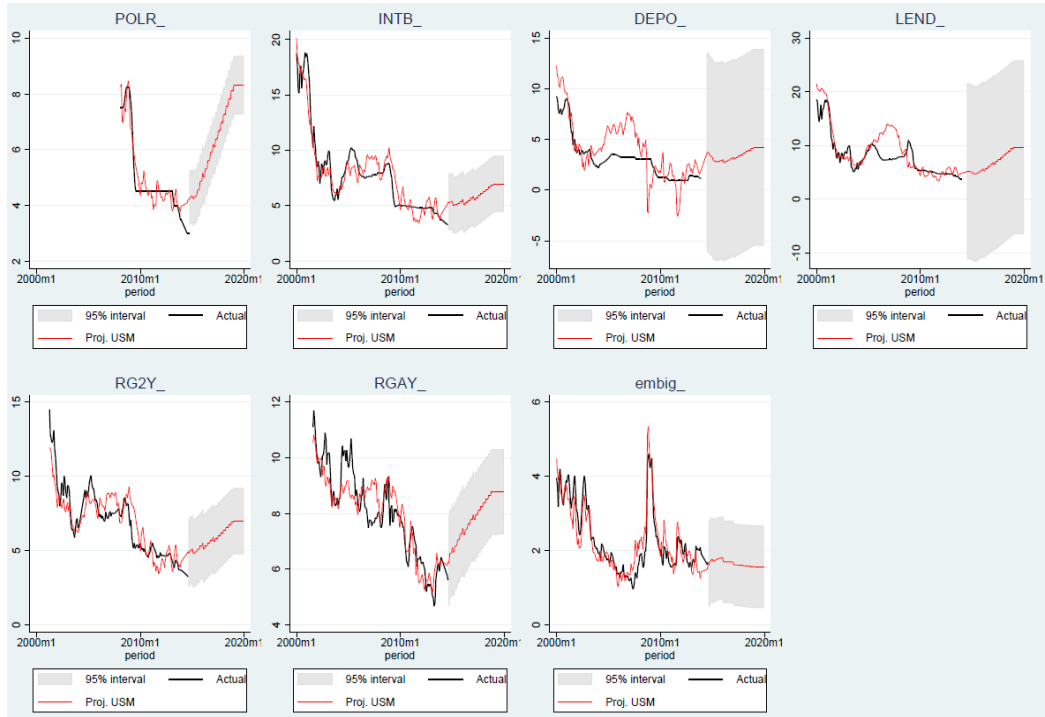 POLR_
10
8
6
4
2
2000m1 2010m1 2020m1
period
95% interval Actual
Proj. USM
INTB_
20
15
10
5
0
2000m1 2010m1 2020m1
period
95% interval Actual
Proj. USM
DEPO_
15
10
5
0
-5
2000m1 2010m1 2020m1
period
95% interval Actual
Proj. USM
LEND_
30
20
10
0
-10
2000m1 2010m1 2020m1
period
95% interval Actual
Proj. USM
RG2Y_
15
10
5
0
2000m1 2010m1 2020m1
period
95% interval Actual
Proj. USM
RGAY_
12
10
8
6
4
2000m1 2010m1 2020m1
period
95% interval Actual
Proj. USM
embig_
6
4
2
0
2000m1 2010m1 2020m1
period
95% interval Actual
Proj. USM